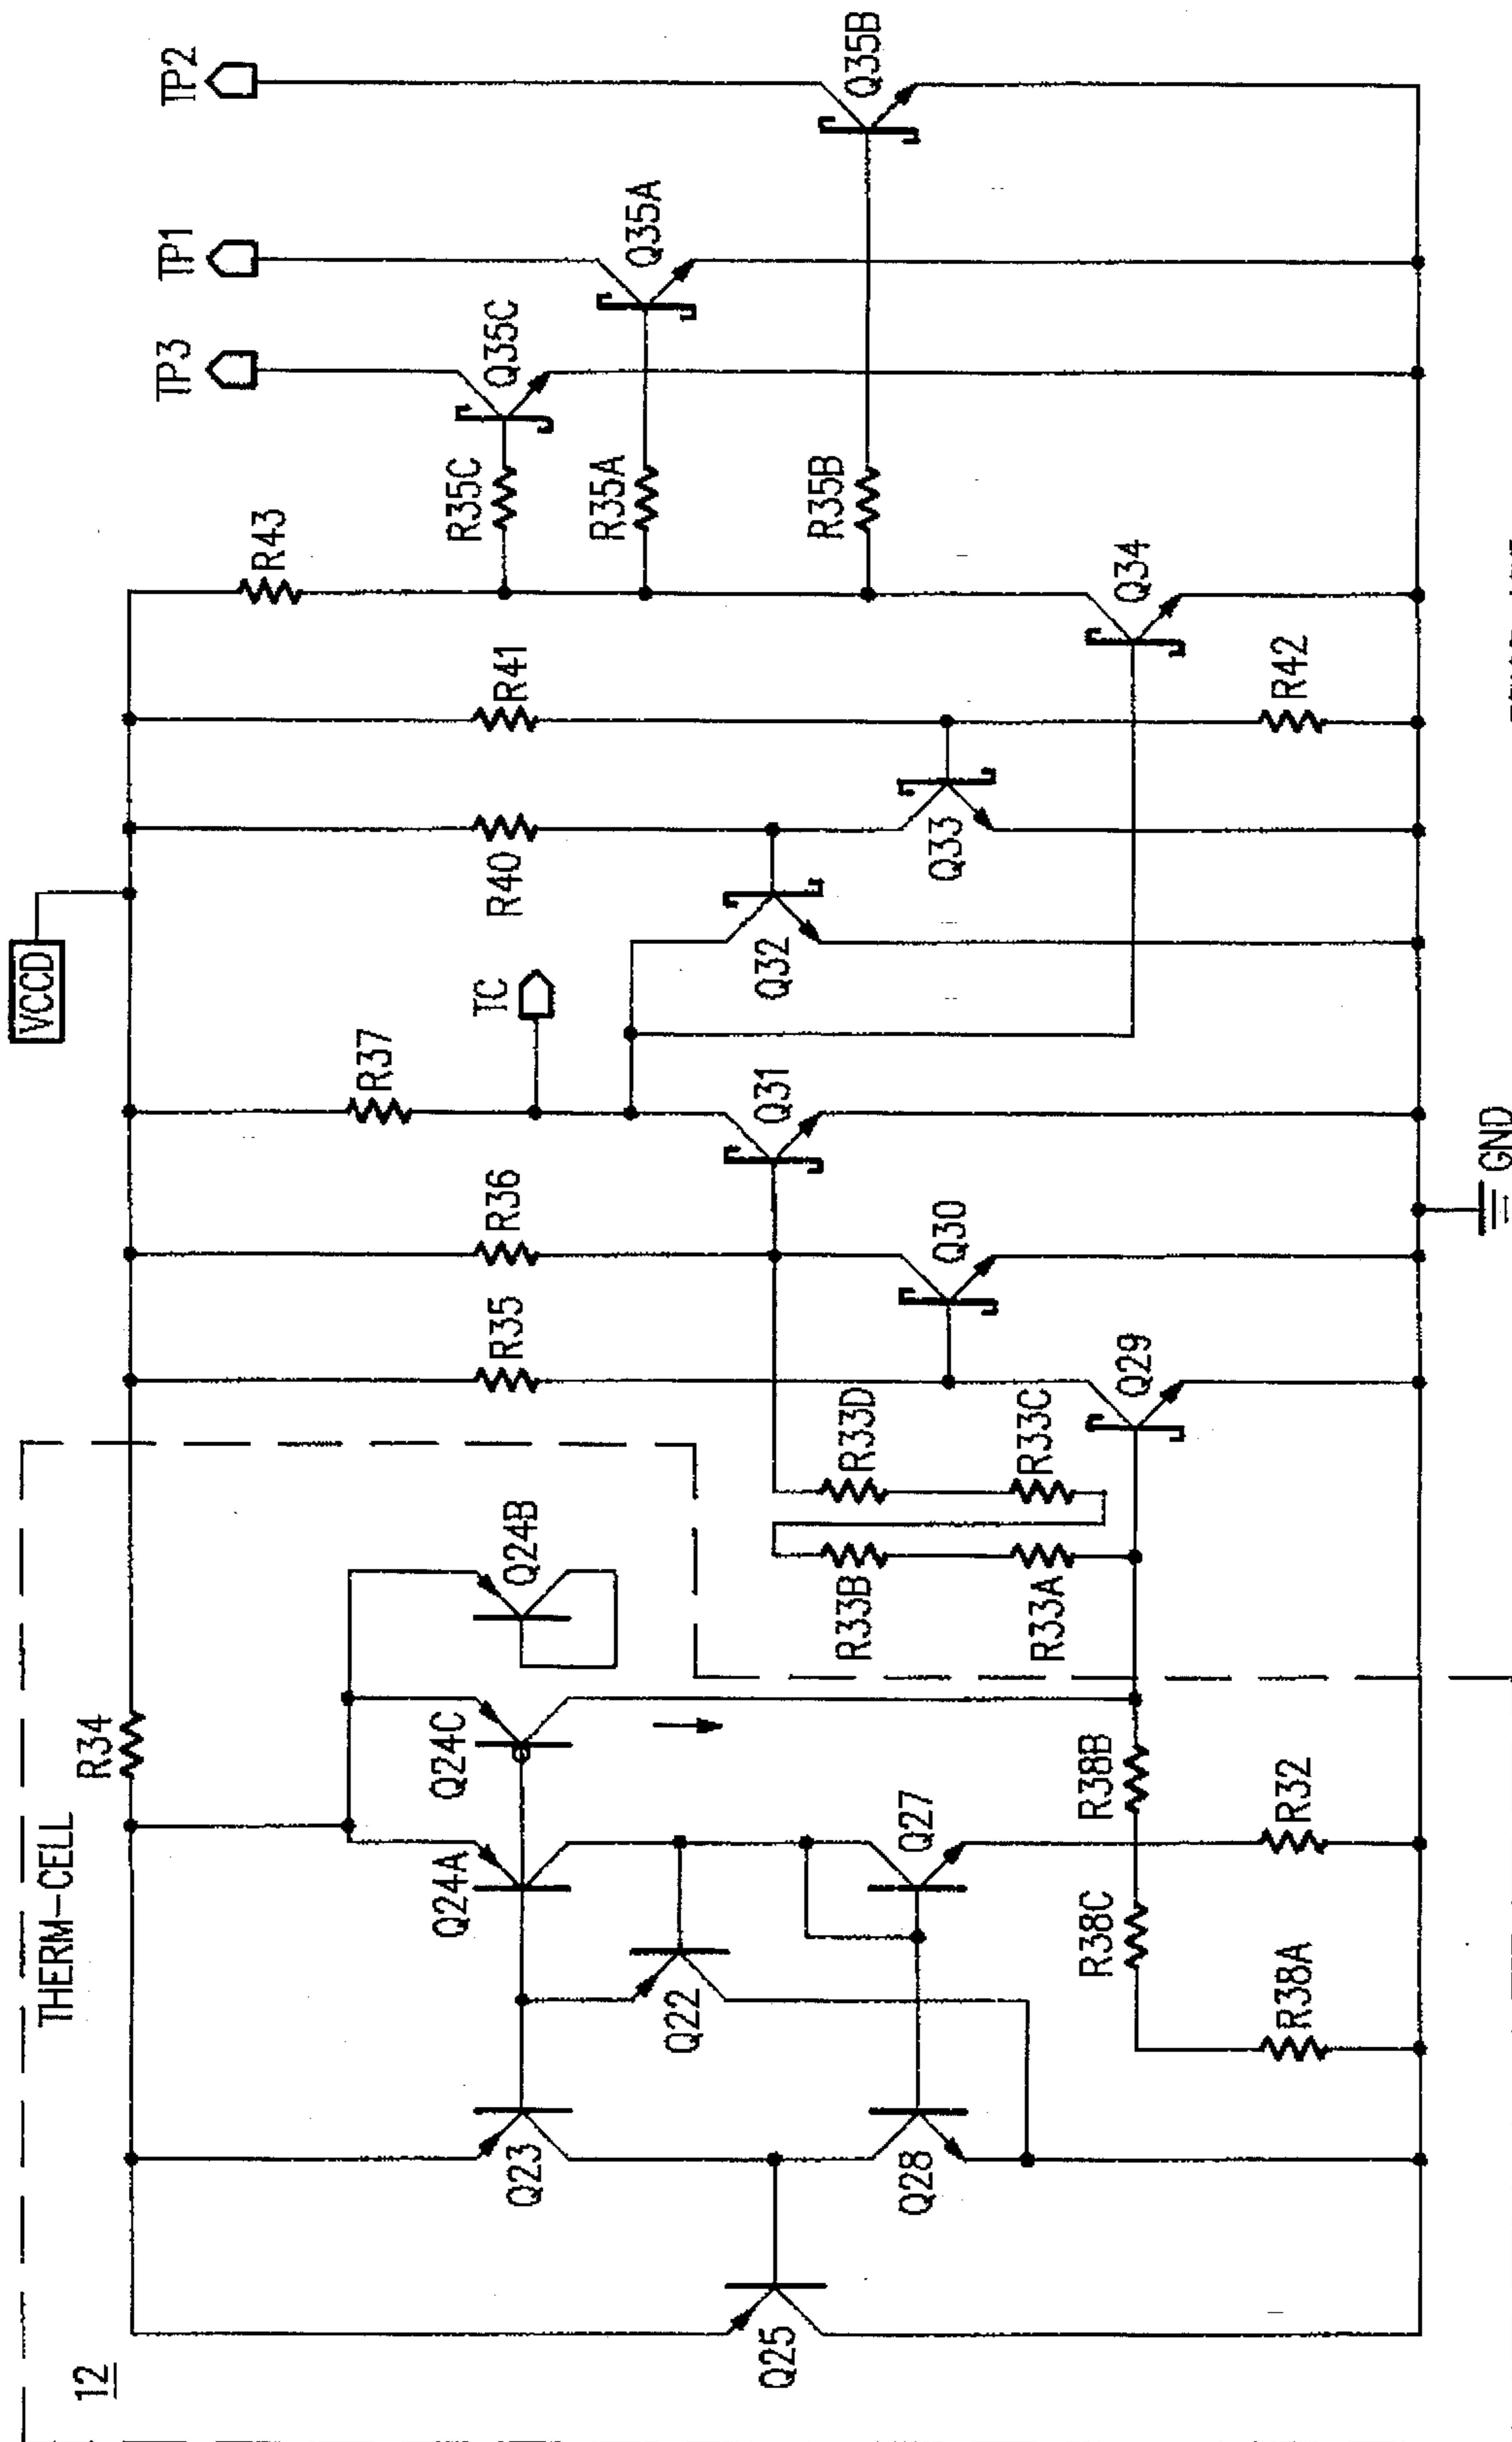 VCCD
12
THERM-CELL
R34
R37
R40
R41
R43
TC
TP3
TP1
TP2
Q23
Q24A
Q24C
Q24B
R35
R36
R35C
Q35C
R35A
Q35A
Q22
Q25
Q31
Q32
R35B
Q35B
Q28
Q27
R33B
R33D
Q30
Q33
R33A
R33C
R38C
R38B
Q29
Q34
R38A
R32
R42
GND